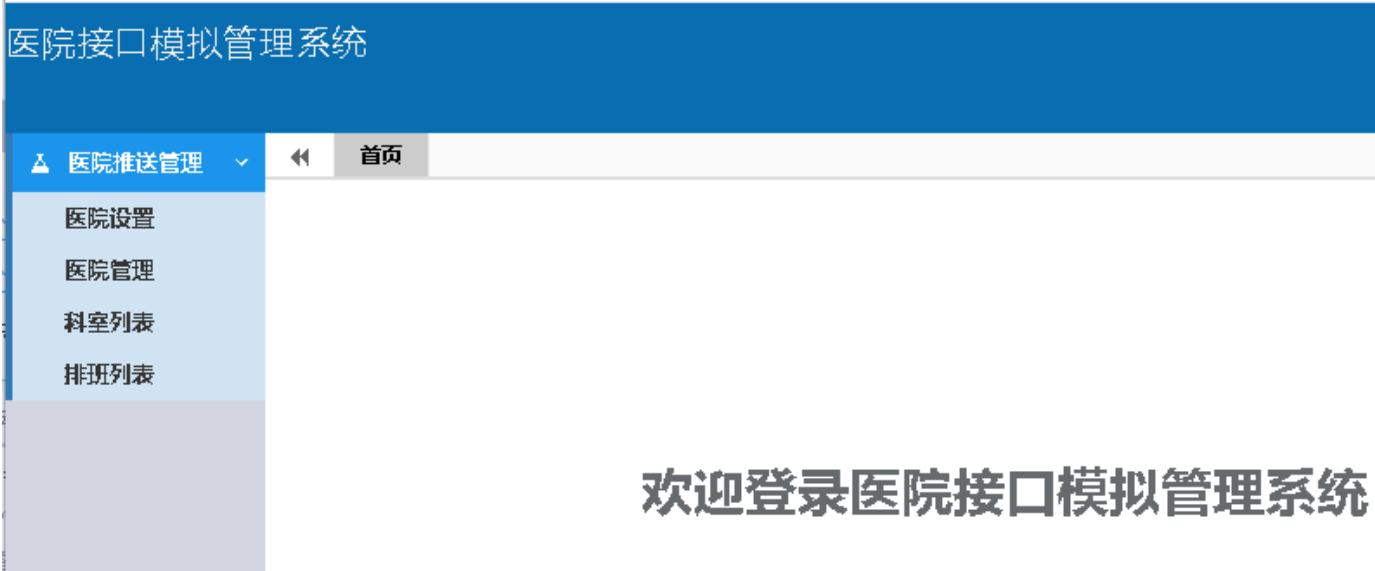 医院接口模拟管理系统
医院推送管理
首页
医院设置
医院管理
科室列表
排班列表
欢迎登录医院接口模拟管理系统